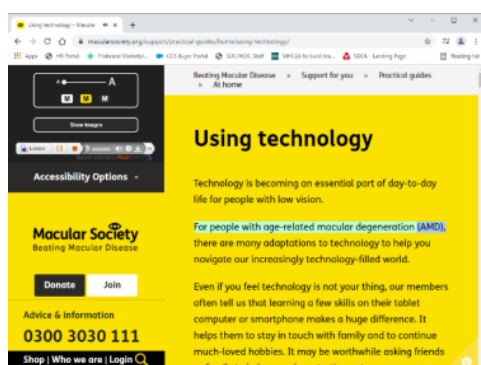 Using technology - Macular
macularsociety.org/support/practical-guides/home/using-technology/
Apps
HR Portal
GCS Buyer Portal
SDCL - Landing Page
Reading list
A A
M M M
Show Images
Listen
Accessibility Options -
Macular Society
Beating Macular Disease
Donate Join
Advice & information
0300 3030 111
Shop | Who we are | Login
Beating Macular Disease » Support for you » Practical guides
» At home
Using technology
Technology is becoming an essential part of day-to-day
life for people with low vision.
For people with age-related macular degeneration (AMD),
there are many adaptations to technology to help you
navigate our increasingly technology-filled world.
Even if you feel technology is not your thing, our members
often tell us that learning a few skills on their tablet
computer or smartphone makes a huge difference. It
helps them to stay in touch with family and to continue
much-loved hobbies. It may be worthwhile asking friends